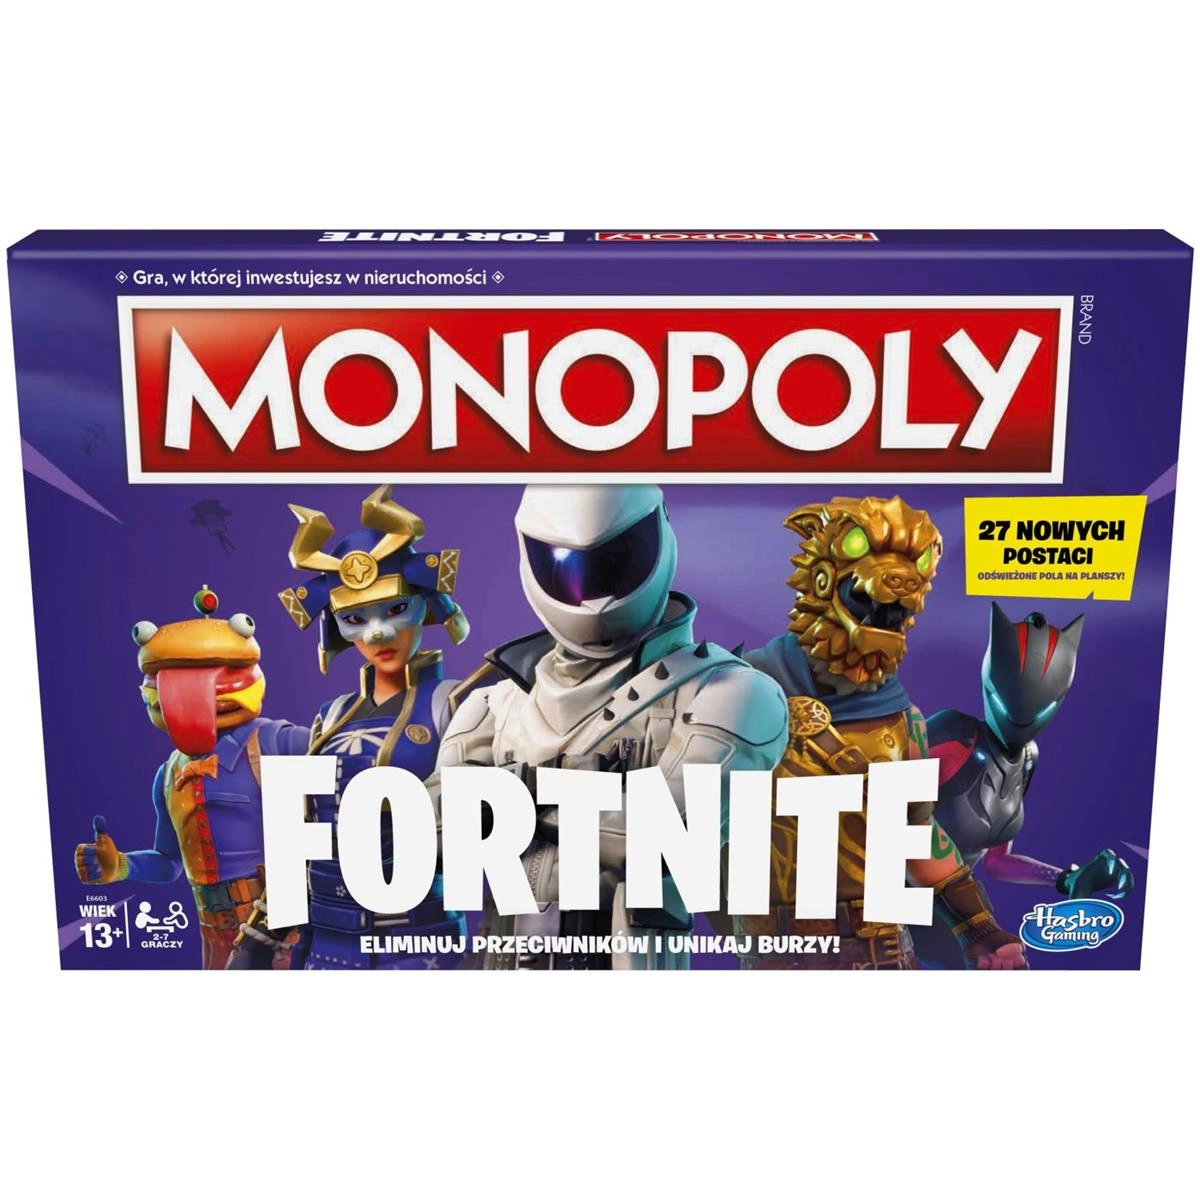 FORTNITE MONOPOLY
Gra, w której inwestujesz w nieruchomości
MONOPOLY
BRAND
27 NOWYCH
POSTACI
ODŚWIEŻONE POLA NA PLANSZY!
FORTNITE
ELIMINUJ PRZECIWNIKÓW I UNIKAJ BURZY!
E6603
WIEK
13+
2-7
GRACZY
Hasbro
Gaming